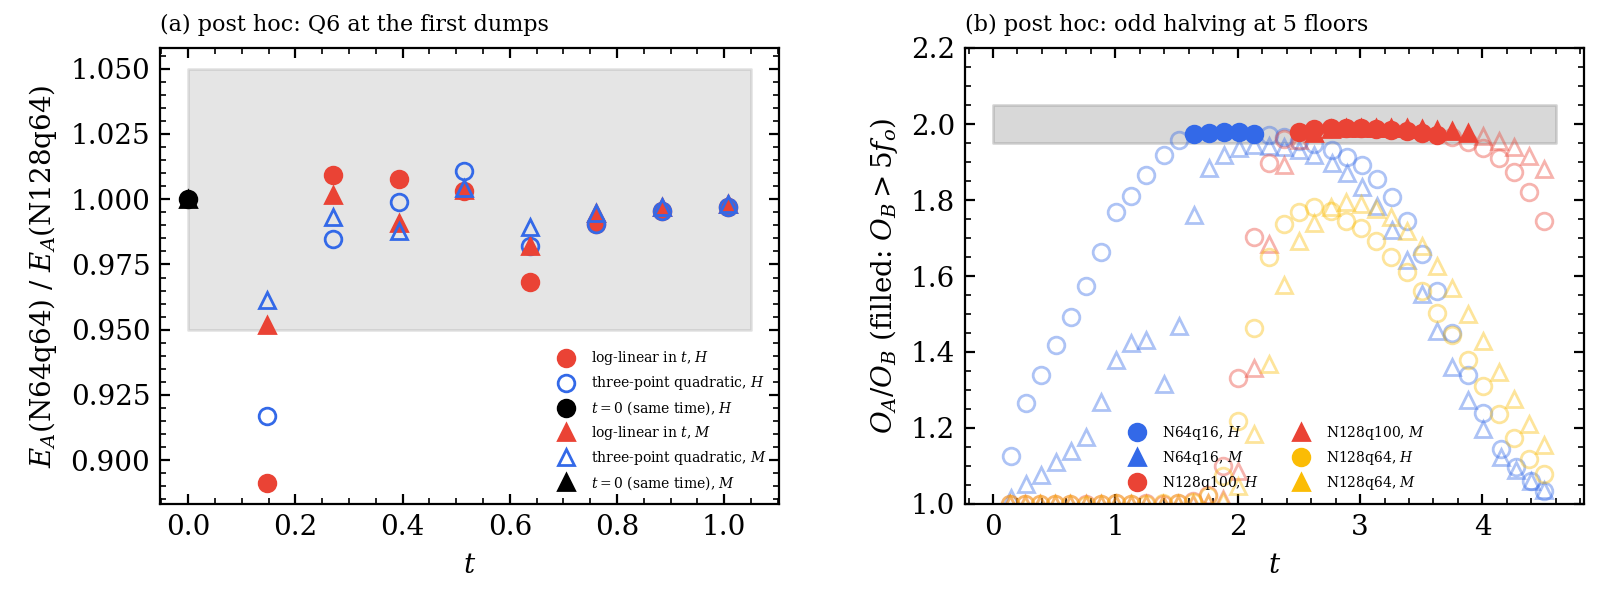 (a) post hoc: Q6 at the first dumps
E_A(N64q64) / E_A(N128q64)
1.050
1.025
1.000
0.975
0.950
0.925
0.900
0.0
0.2
0.4
0.6
0.8
1.0
t
log-linear in t, H
three-point quadratic, H
t = 0 (same time), H
log-linear in t, M
three-point quadratic, M
t = 0 (same time), M
(b) post hoc: odd halving at 5 floors
O_A/O_B (filled: O_B > 5f_o)
2.2
2.0
1.8
1.6
1.4
1.2
1.0
0
1
2
3
4
t
N64q16, H
N64q16, M
N128q100, H
N128q100, M
N128q64, H
N128q64, M